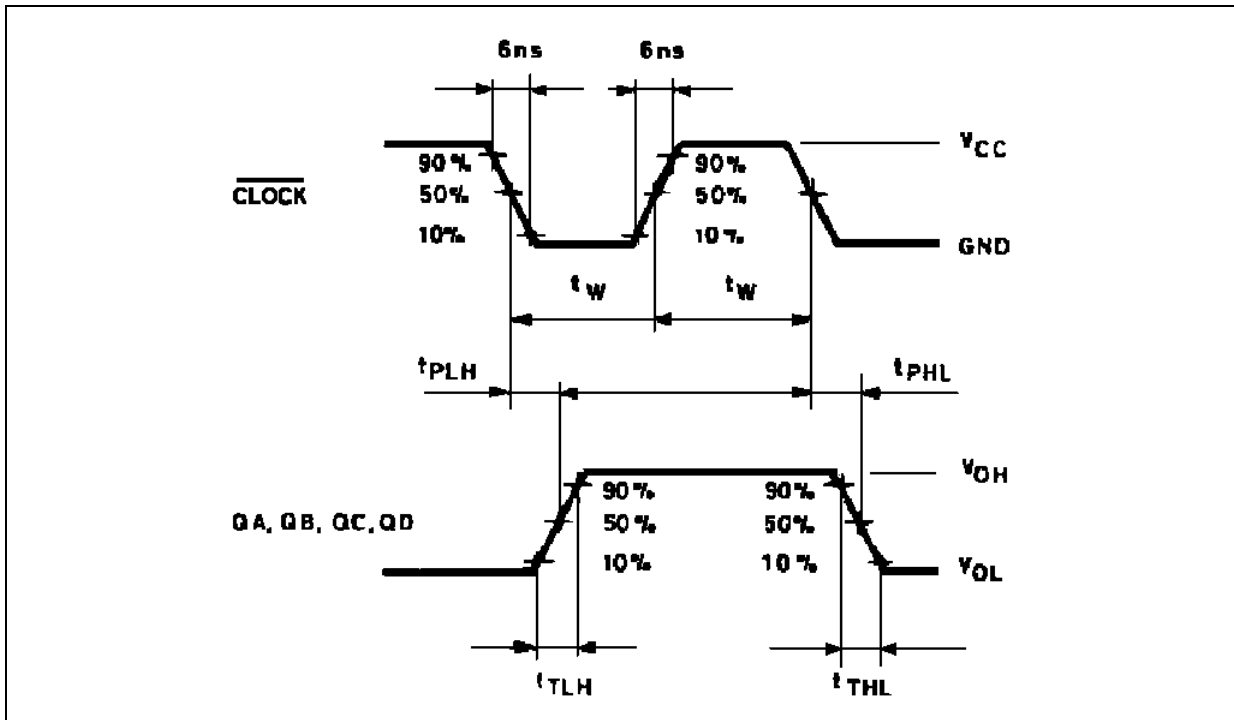 6ns 6ns
VCC
90% 90%
CLOCK 50% 50%
10% 10%
GND
tW tW
tPLH tPHL
VOH
90% 90%
QA, QB, QC, QD 50% 50%
10% 10%
VOL
tTLH tTHL